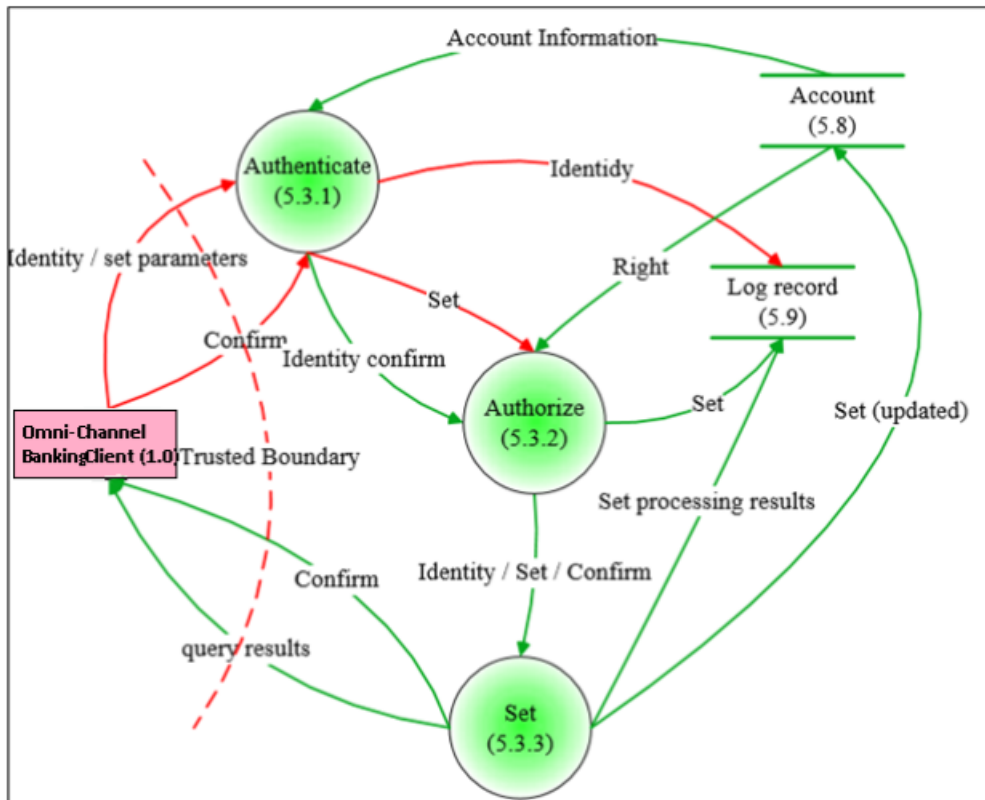 Account Information
Account
(5.8)
Authenticate
(5.3.1)
Identidy
Identity / set parameters
Right
Log record
(5.9)
Set
Confirm
Identity confirm
Authorize
(5.3.2)
Set
Set (updated)
Omni-Channel
BankingClient (1.0)
Trusted Boundary
Set processing results
Identity / Set / Confirm
Confirm
query results
Set
(5.3.3)